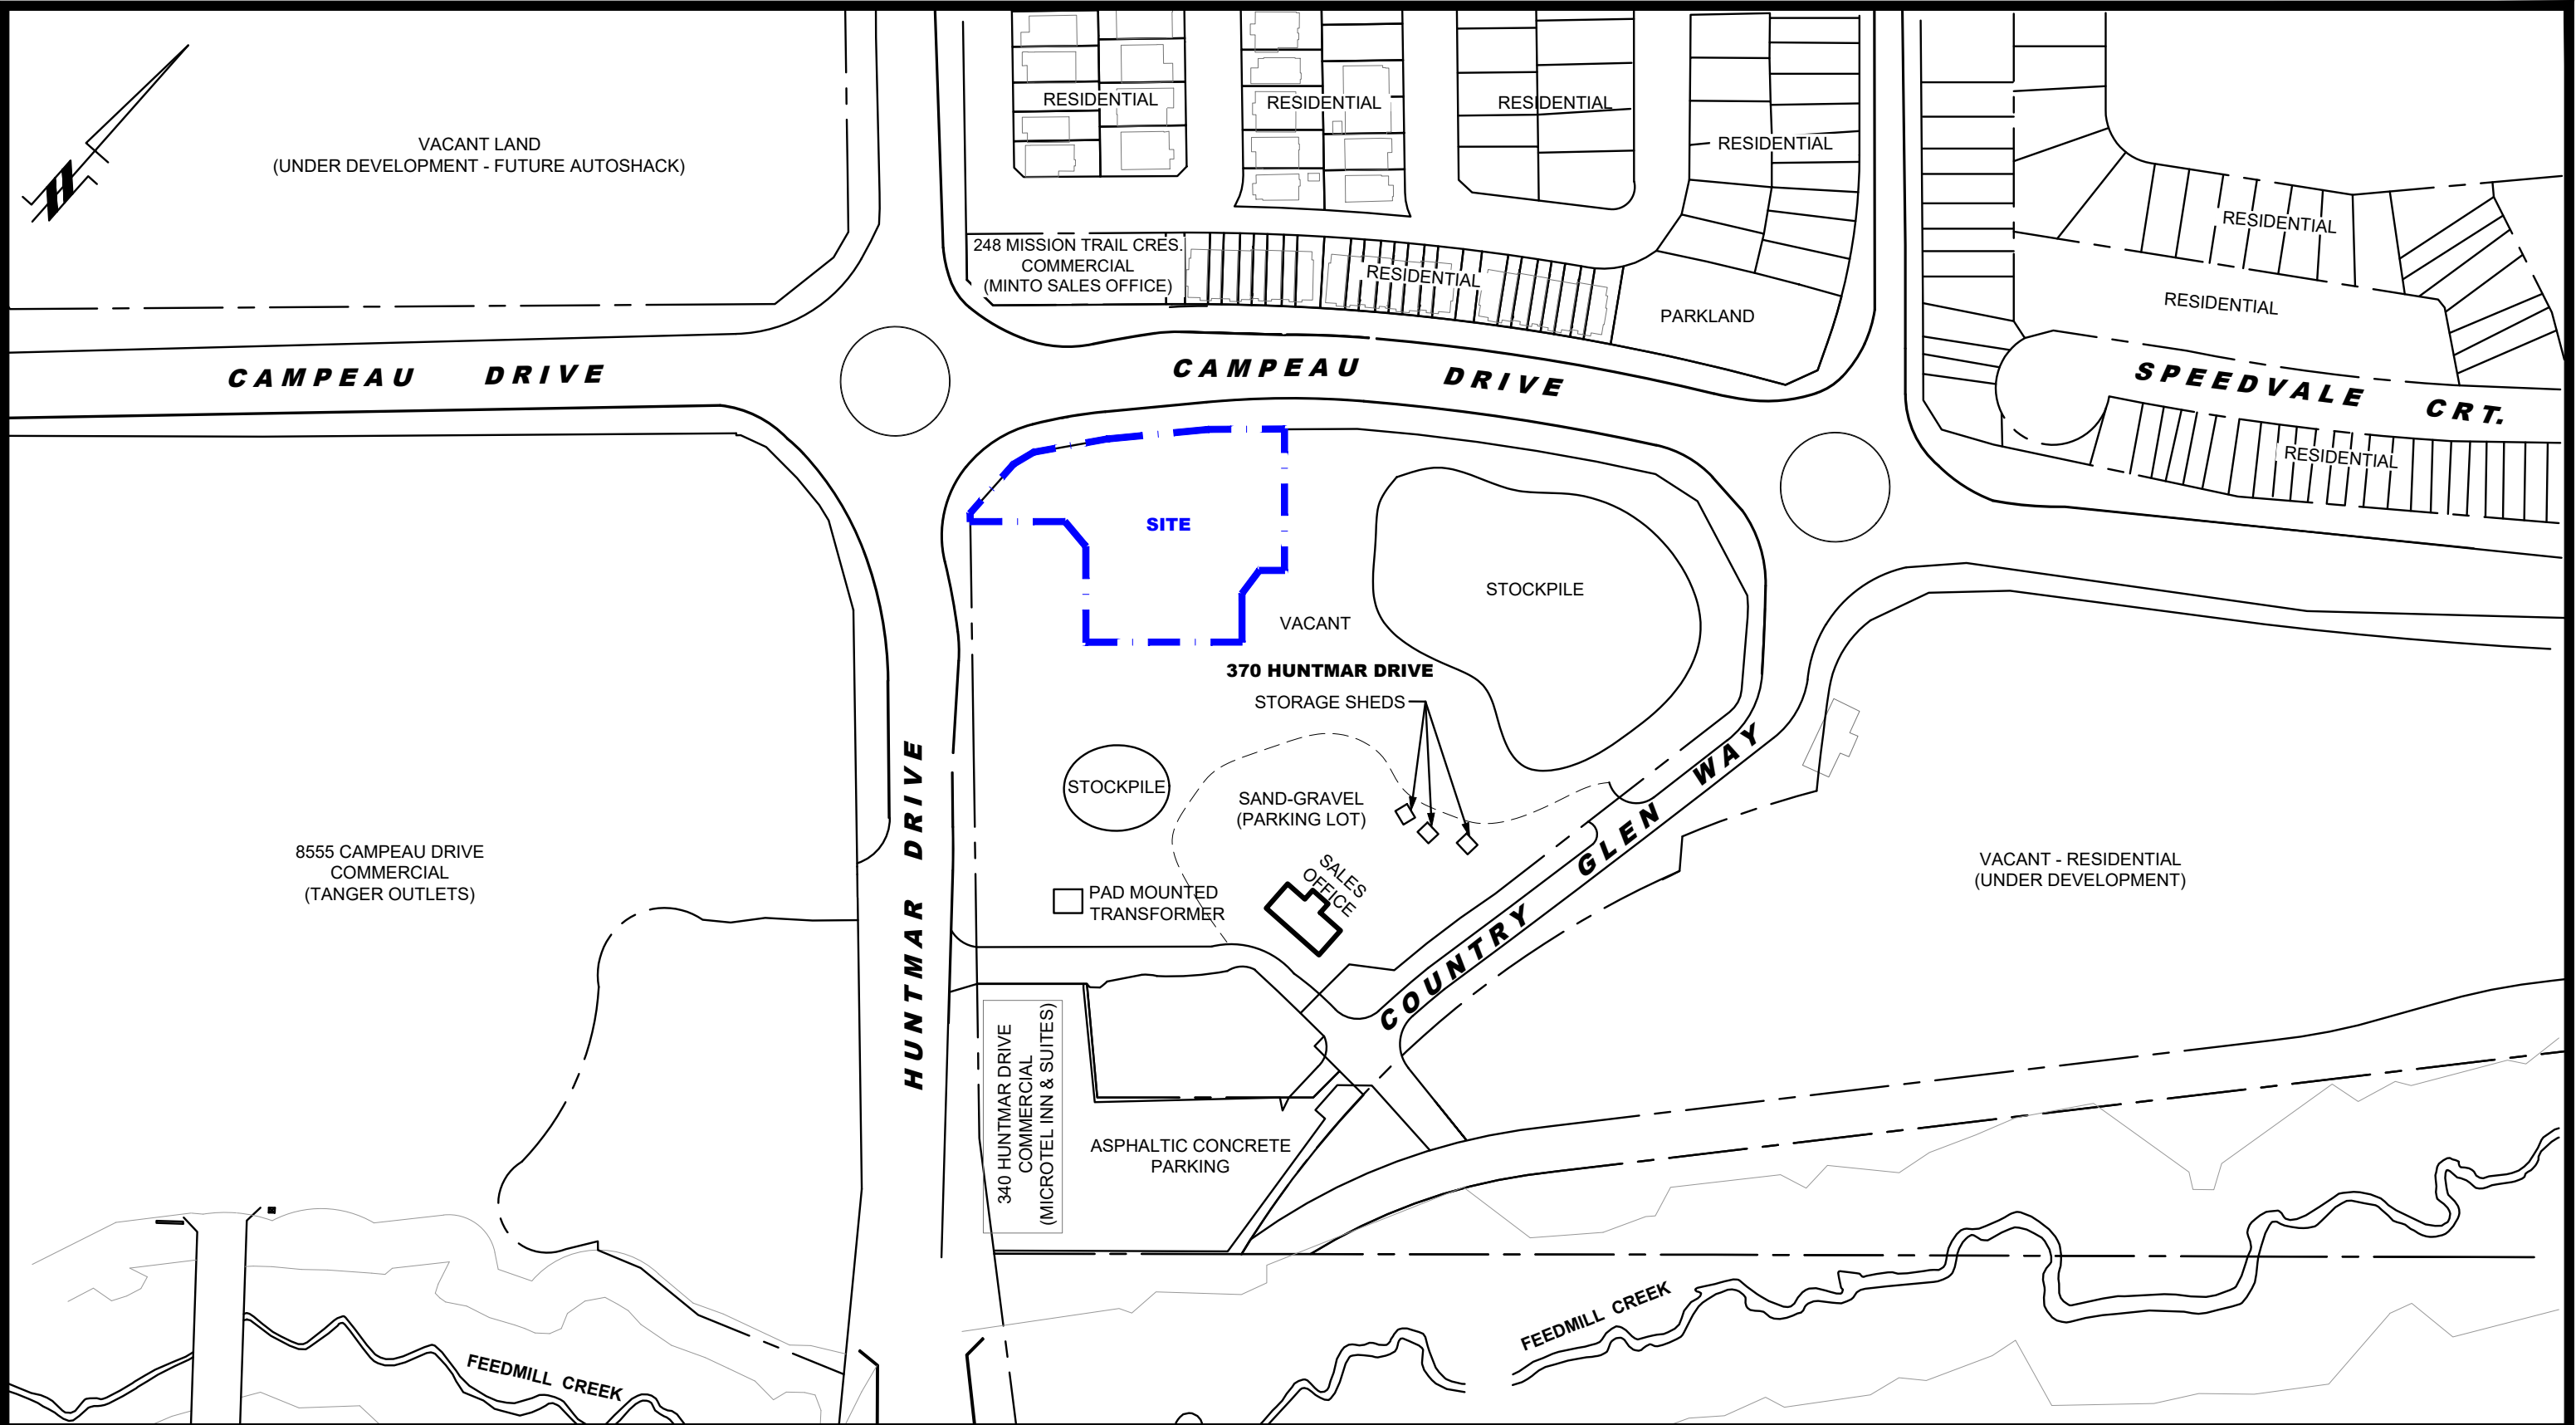 RESIDENTIAL
RESIDENTIAL
RESIDENTIAL
RESIDENTIAL
VACANT LAND
(UNDER DEVELOPMENT - FUTURE AUTOSHACK)
RESIDENTIAL
248 MISSION TRAIL CRES.
COMMERCIAL
(MINTO SALES OFFICE)
RESIDENTIAL
PARKLAND
RESIDENTIAL
CAMPEAU DRIVE
CAMPEAU DRIVE
SPEEDVALE CRT.
RESIDENTIAL
SITE
STOCKPILE
VACANT
370 HUNTMAR DRIVE
STORAGE SHEDS
STOCKPILE
SAND-GRAVEL
(PARKING LOT)
HUNTMAR DRIVE
COUNTRY GLEN WAY
8555 CAMPEAU DRIVE
COMMERCIAL
(TANGER OUTLETS)
SALES
OFFICE
PAD MOUNTED
TRANSFORMER
VACANT - RESIDENTIAL
(UNDER DEVELOPMENT)
340 HUNTMAR DRIVE
COMMERCIAL
(MICROTEL INN & SUITES)
ASPHALTIC CONCRETE
PARKING
FEEDMILL CREEK
FEEDMILL CREEK